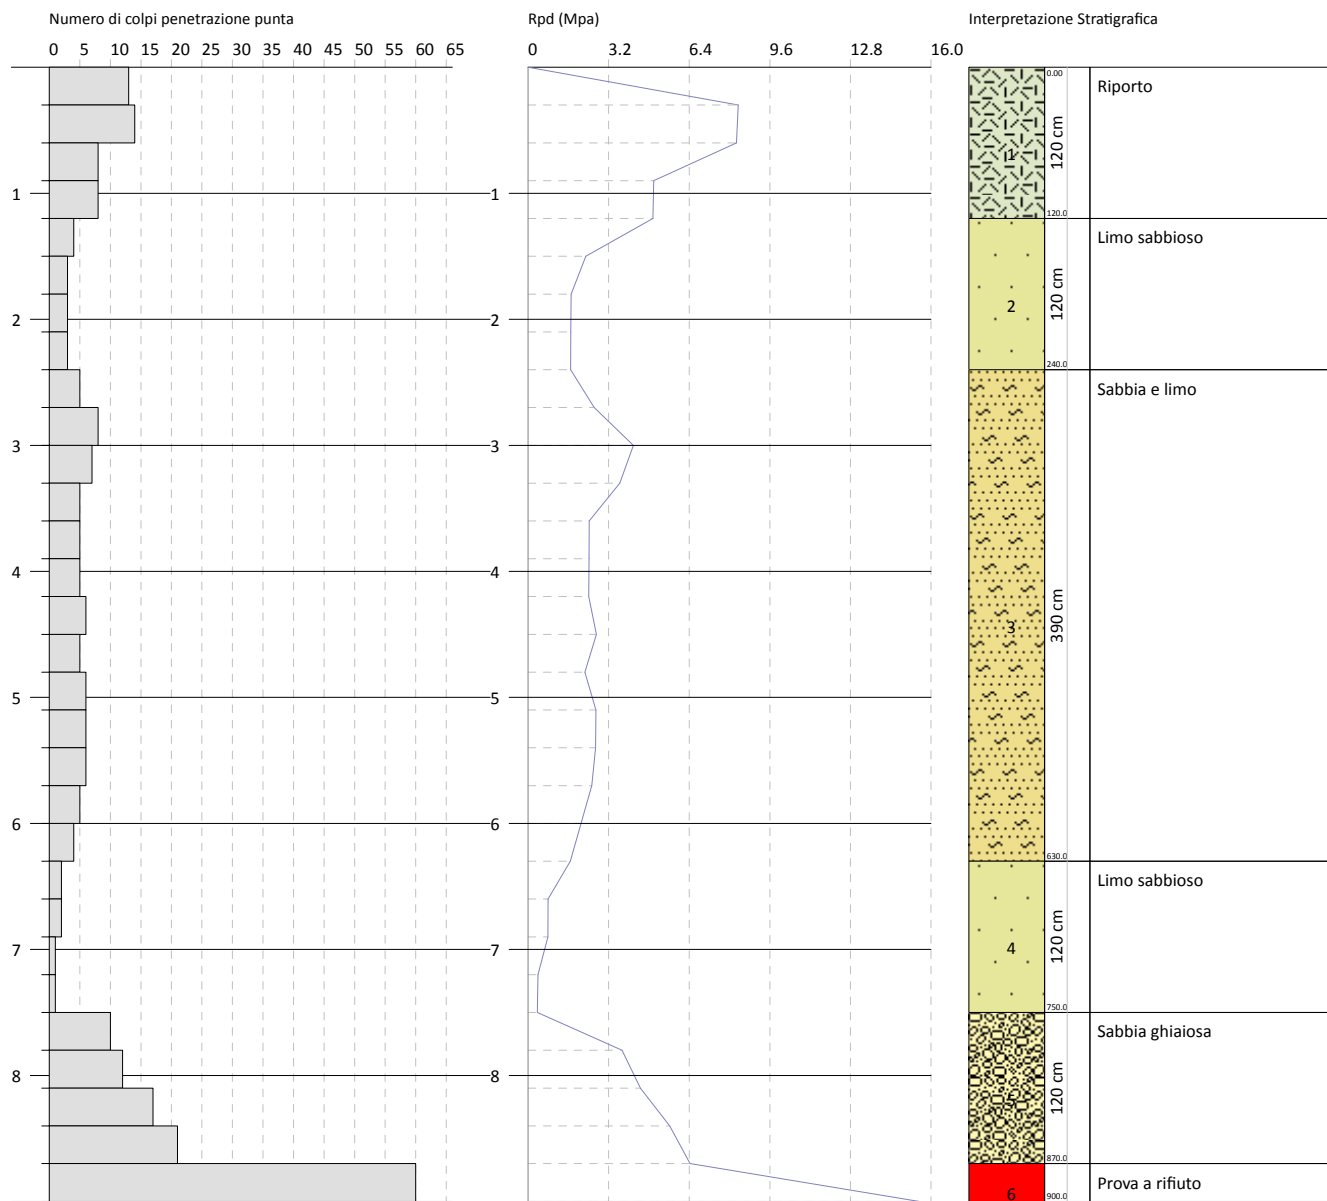 Numero di colpi penetrazione punta
Rpd (Mpa)
Interpretazione Stratigrafica
0 5 10 15 20 25 30 35 40 45 50 55 60 65
0 3.2 6.4 9.6 12.8 16.0
0.00
Riporto
120 cm
1
1
1
120.0
Limo sabbioso
120 cm
2
2
2
240.0
Sabbia e limo
3
3
4
4
390 cm
3
5
5
6
6
630.0
Limo sabbioso
120 cm
7
7
4
750.0
Sabbia ghiaiosa
8
8
120 cm
5
870.0
Prova a rifiuto
6
900.0